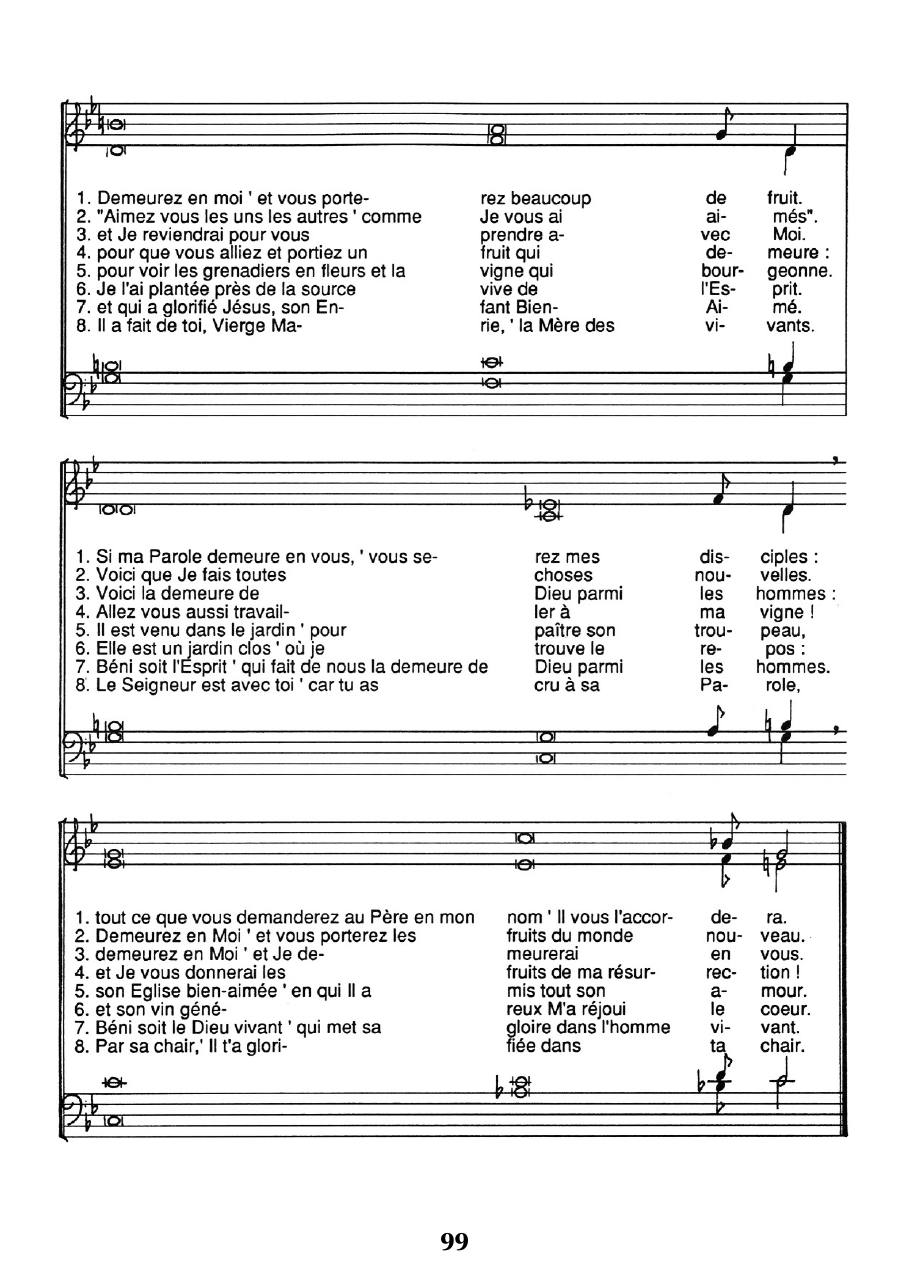 1. Demeurez en moi ' et vous porte- rez beaucoup de fruit.
2. "Aimez vous les uns les autres ' comme Je vous ai ai- més".
3. et Je reviendrai pour vous prendre a- vec Moi.
4. pour que vous alliez et portiez un fruit qui de- meure :
5. pour voir les grenadiers en fleurs et la vigne qui bour- geonne.
6. Je l'ai plantée près de la source vive de l'Es- prit.
7. et qui a glorifié Jésus, son En- fant Bien- Ai- mé.
8. Il a fait de toi, Vierge Ma- rie, ' la Mère des vi- vants.
1. Si ma Parole demeure en vous, ' vous se- rez mes dis- ciples :
2. Voici que Je fais toutes choses nou- velles.
3. Voici la demeure de Dieu parmi les hommes :
4. Allez vous aussi travail- ler à ma vigne !
5. Il est venu dans le jardin ' pour paître son trou- peau,
6. Elle est un jardin clos ' où je trouve le re- pos :
7. Béni soit l'Esprit ' qui fait de nous la demeure de Dieu parmi les hommes.
8. Le Seigneur est avec toi ' car tu as cru à sa Pa- role,
1. tout ce que vous demanderez au Père en mon nom ' Il vous l'accor- de- ra.
2. Demeurez en Moi ' et vous porterez les fruits du monde nou- veau.
3. demeurez en Moi ' et Je de- meurerai en vous.
4. et Je vous donnerai les fruits de ma résur- rec- tion !
5. son Eglise bien-aimée ' en qui Il a mis tout son a- mour.
6. et son vin géné- reux M'a réjoui le coeur.
7. Béni soit le Dieu vivant ' qui met sa gloire dans l'homme vi- vant.
8. Par sa chair,' Il t'a glori- fiée dans ta chair.
99